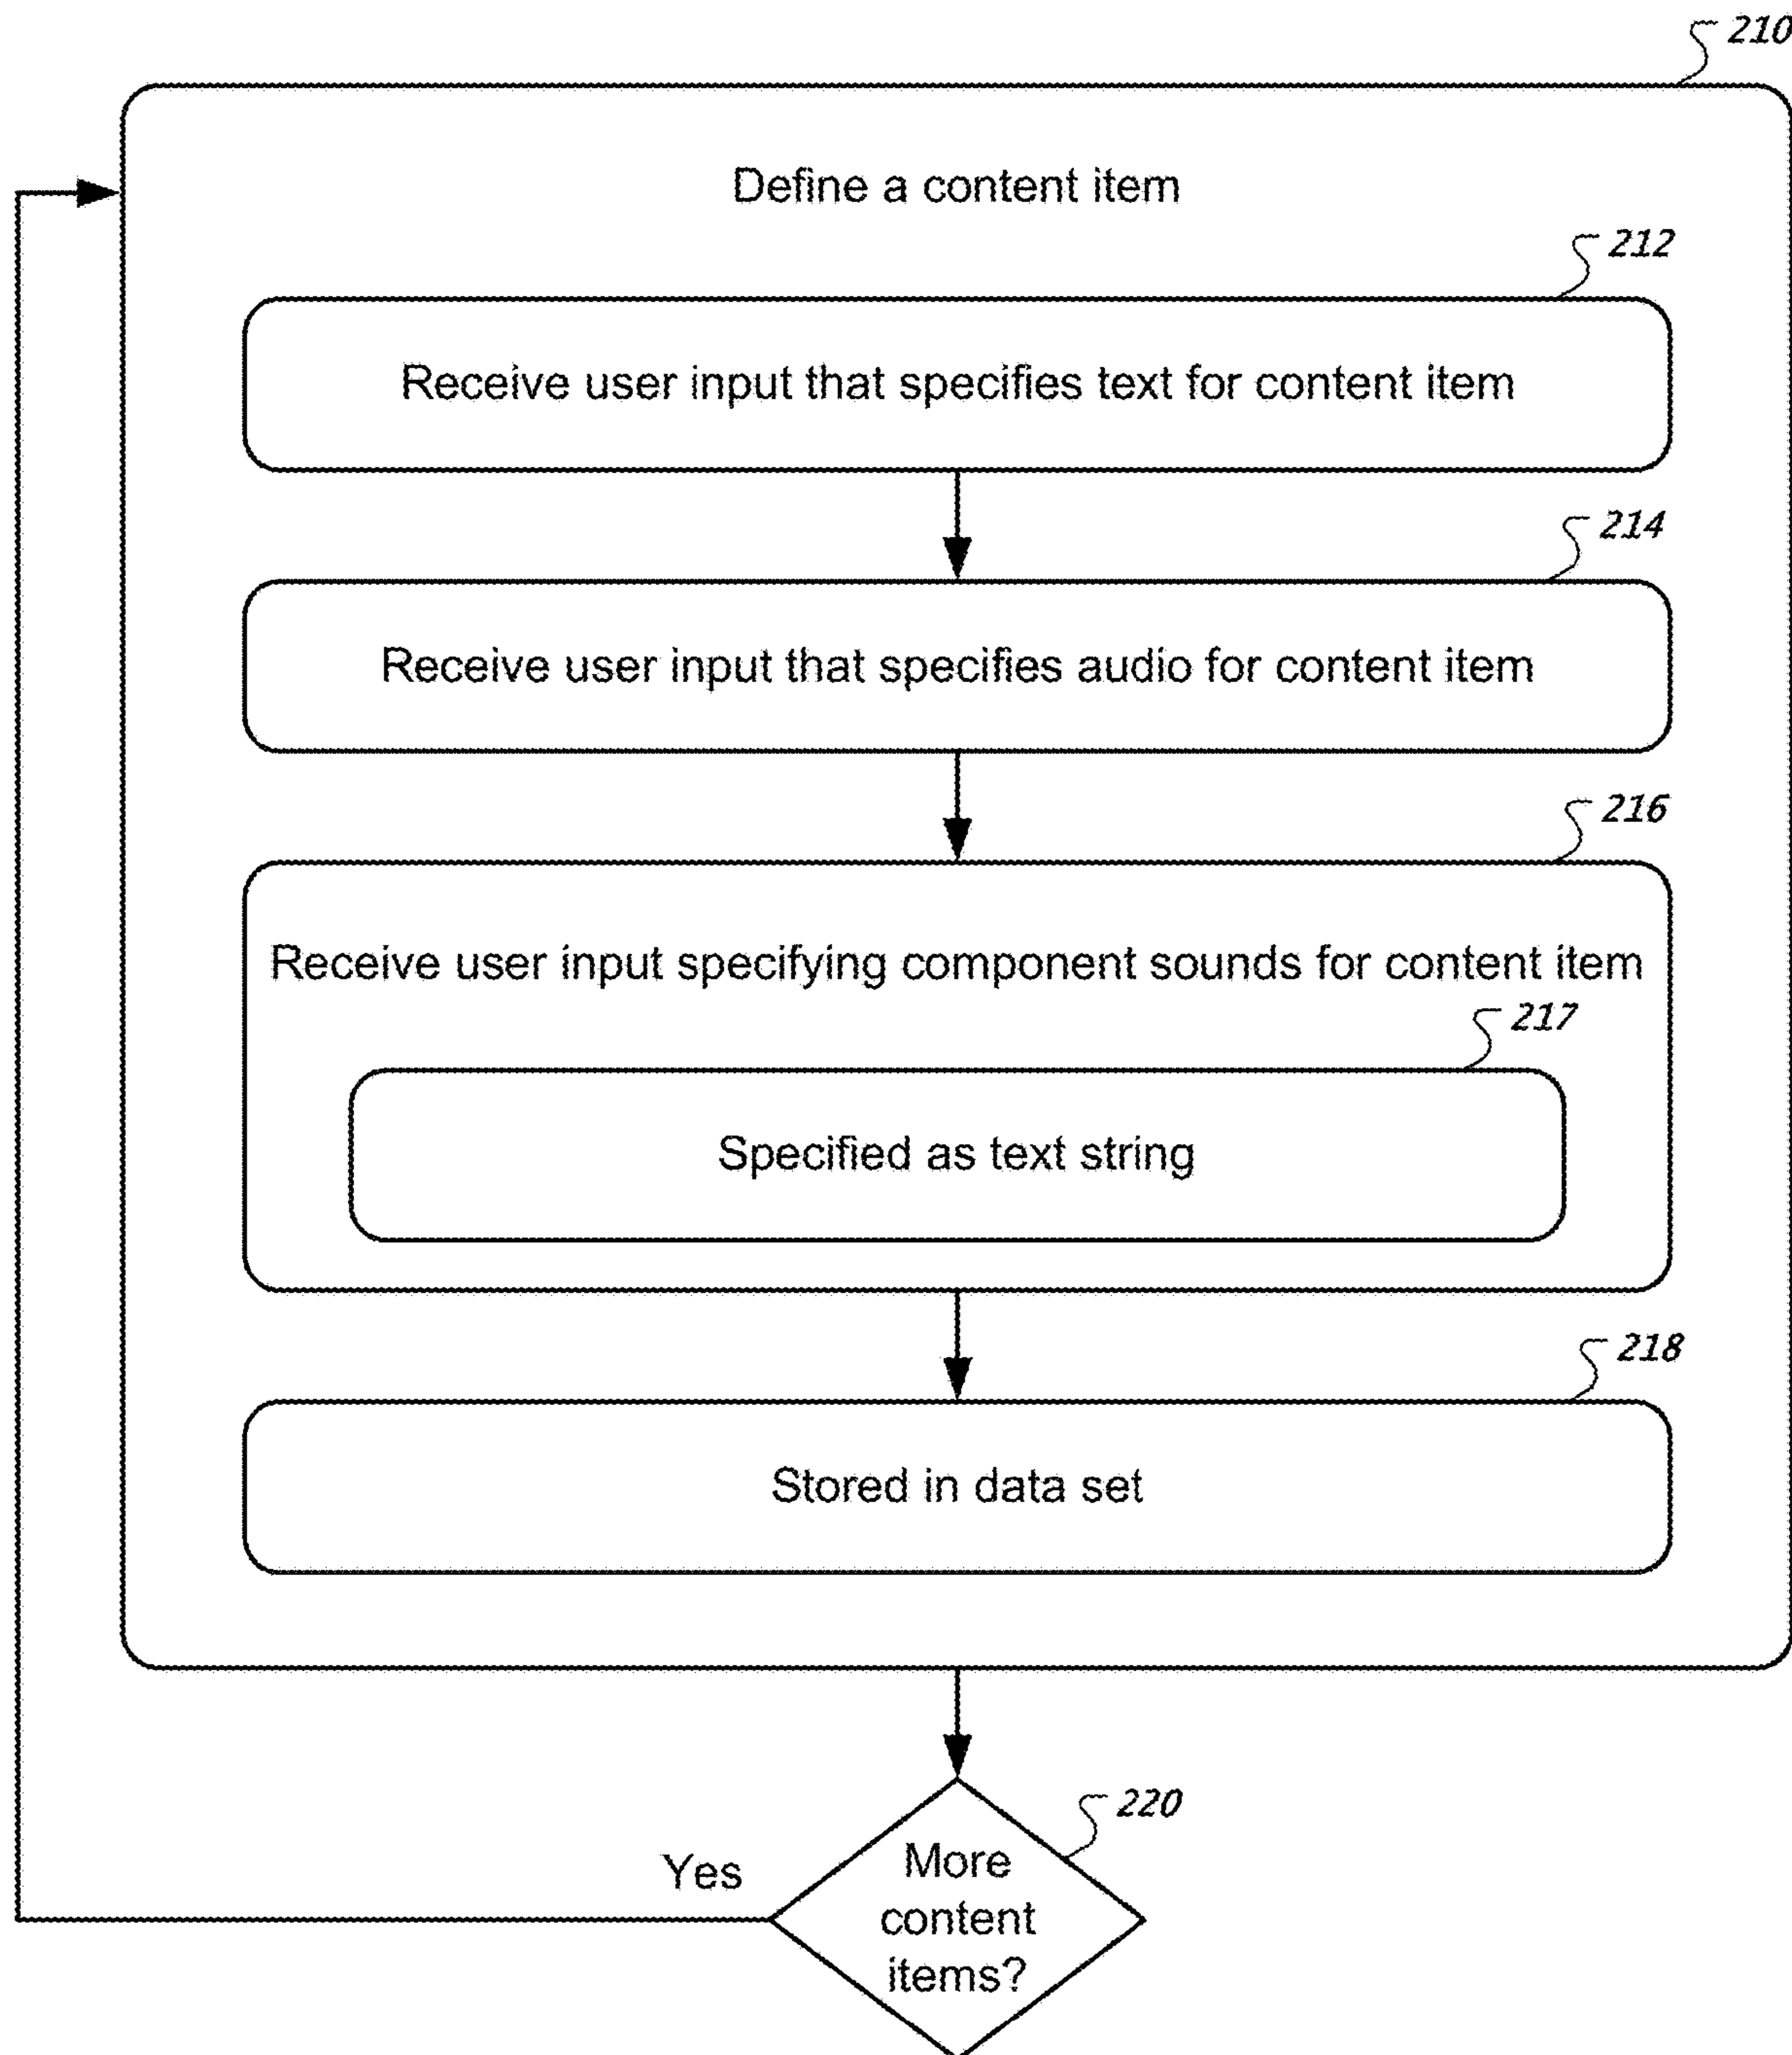 210
Define a content item
212
Receive user input that specifies text for content item
214
Receive user input that specifies audio for content item
216
Receive user input specifying component sounds for content item
217
Specified as text string
218
Stored in data set
220
Yes
More
content
items?